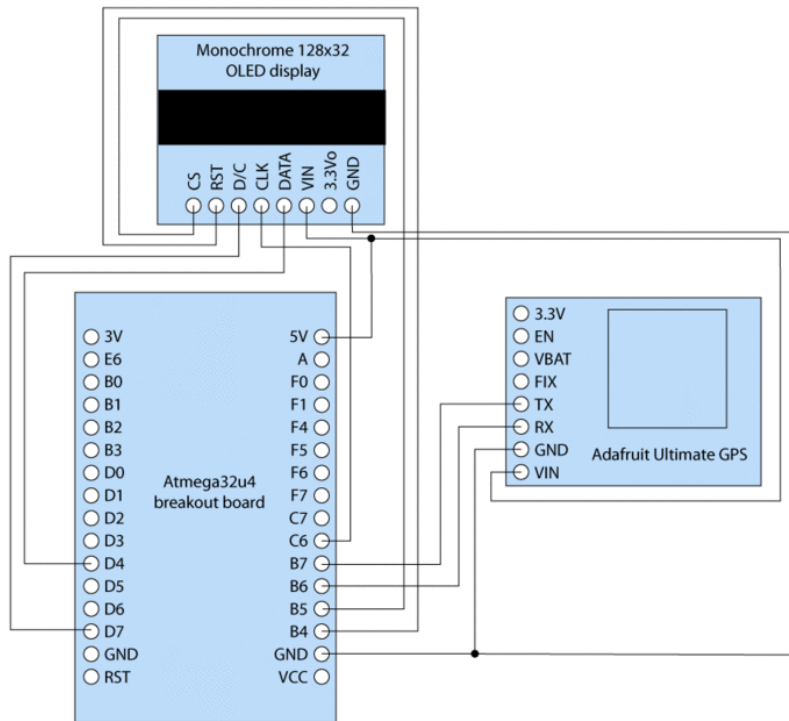 Monochrome 128x32
OLED display
CS
RST
D/C
CLK
DATA
VIN
3.3Vo
GND
3V
E6
B0
B1
B2
B3
D0
D1
D2
D3
D4
D5
D6
D7
GND
RST
Atmega32u4
breakout board
5V
A
F0
F1
F4
F5
F6
F7
C7
C6
B7
B6
B5
B4
GND
VCC
3.3V
EN
VBAT
FIX
TX
RX
GND
VIN
Adafruit Ultimate GPS